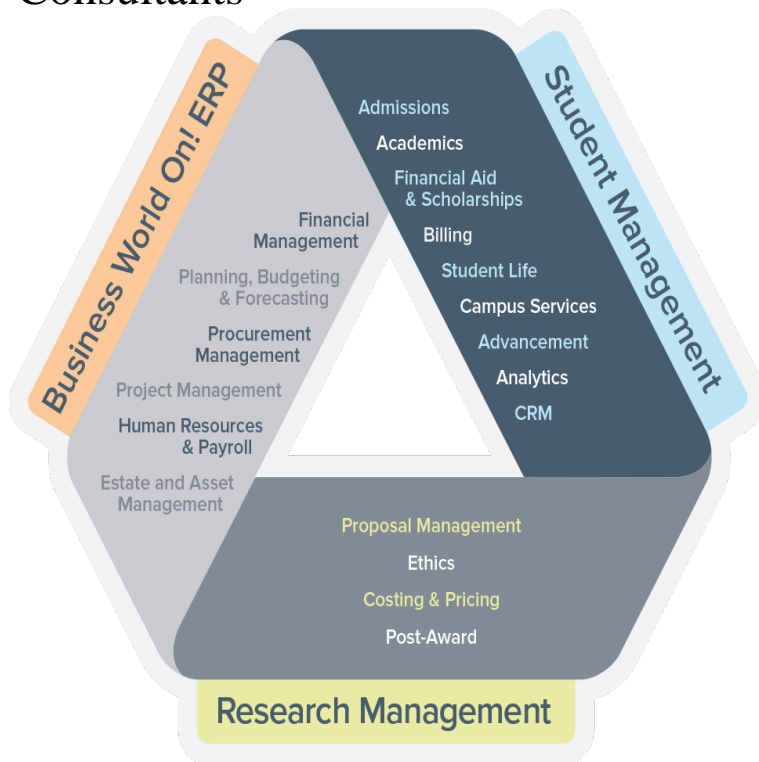 Consultants
Business World On! ERP
Financial
Management
Planning, Budgeting
& Forecasting
Procurement
Management
Project Management
Human Resources
& Payroll
Estate and Asset
Management
Student Management
Admissions
Academics
Financial Aid
& Scholarships
Billing
Student Life
Campus Services
Advancement
Analytics
CRM
Proposal Management
Ethics
Costing & Pricing
Post-Award
Research Management